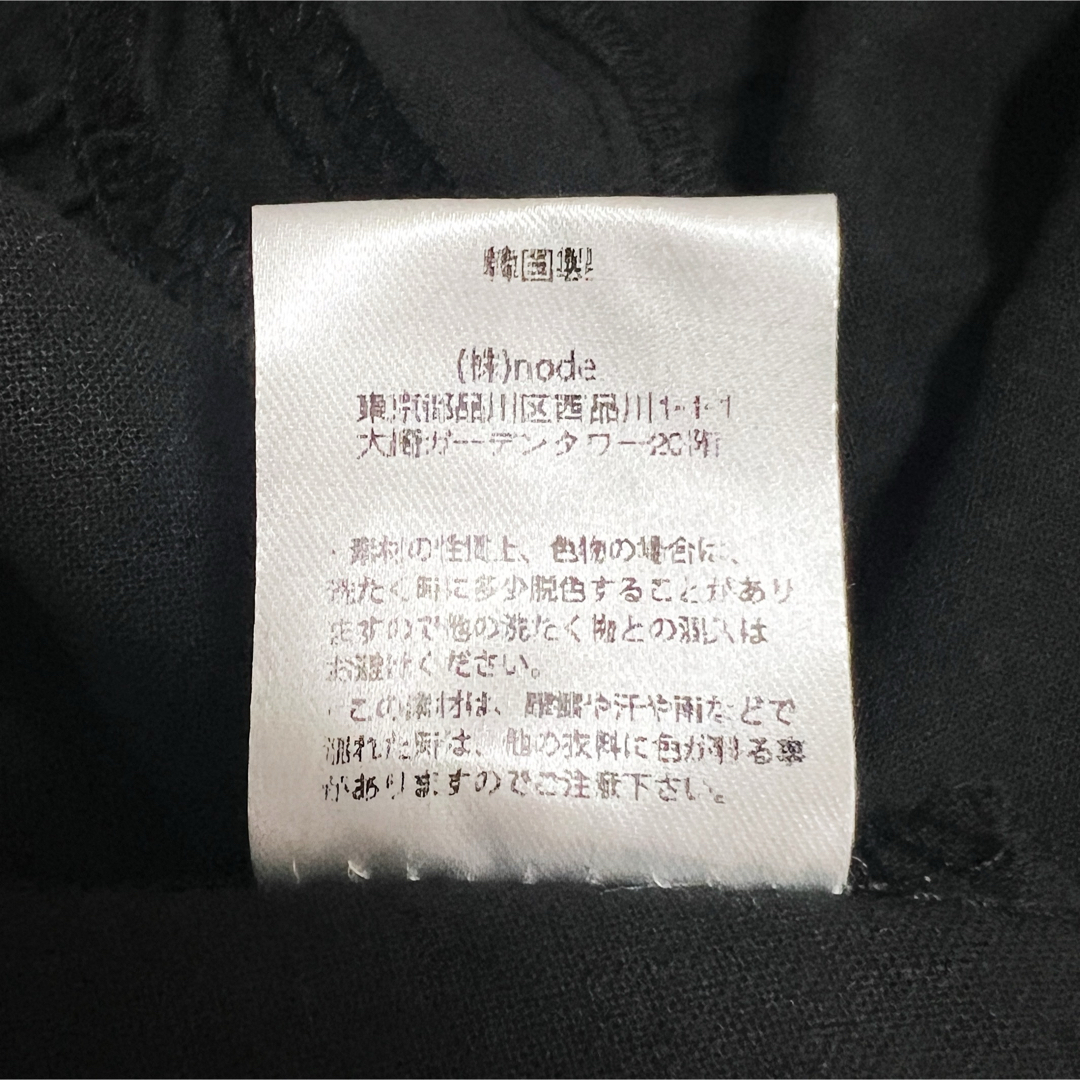 韓国製
(株)node
東京都品川区西品川1-1-1
大崎ガーデンタワー20階
・素材の性質上、色物の場合は、
洗たく時に多少脱色することがあり
ますので他の洗たく物との混入は
お避けください。
・この素材は、摩擦や汗や雨などで
濡れた時は、他の衣料に色が移る事
がありますのでご注意下さい。